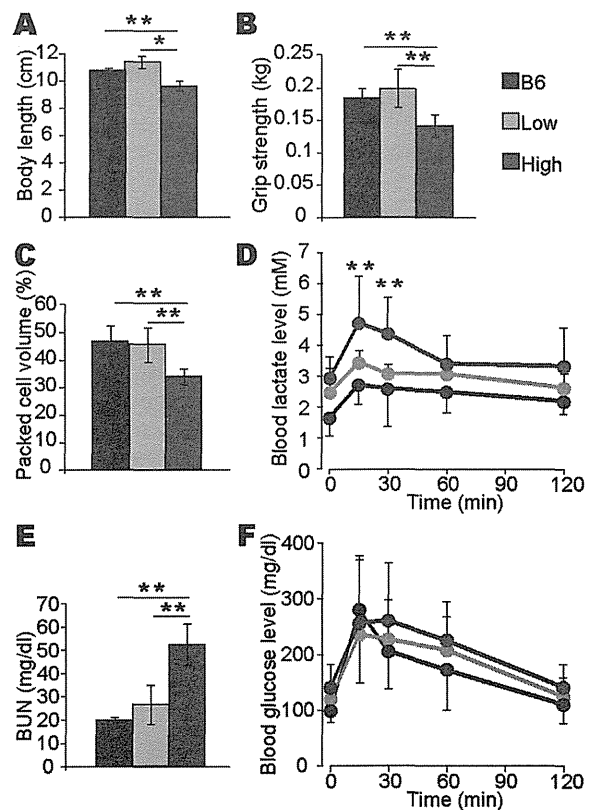 A
Body length (cm)
12
10
8
6
4
2
0
**
*
B
Grip strength (kg)
0.25
0.2
0.15
0.1
0.05
0
**
**
B6
Low
High
C
Packed cell volume (%)
60
50
40
30
20
10
0
**
**
D
Blood lactate level (mM)
7
6
5
4
3
2
1
0
**
**
0 30 60 90 120
Time (min)
E
BUN (mg/dl)
70
60
50
40
30
20
10
0
**
**
F
Blood glucose level (mg/dl)
400
300
200
100
0 30 60 90 120
Time (min)